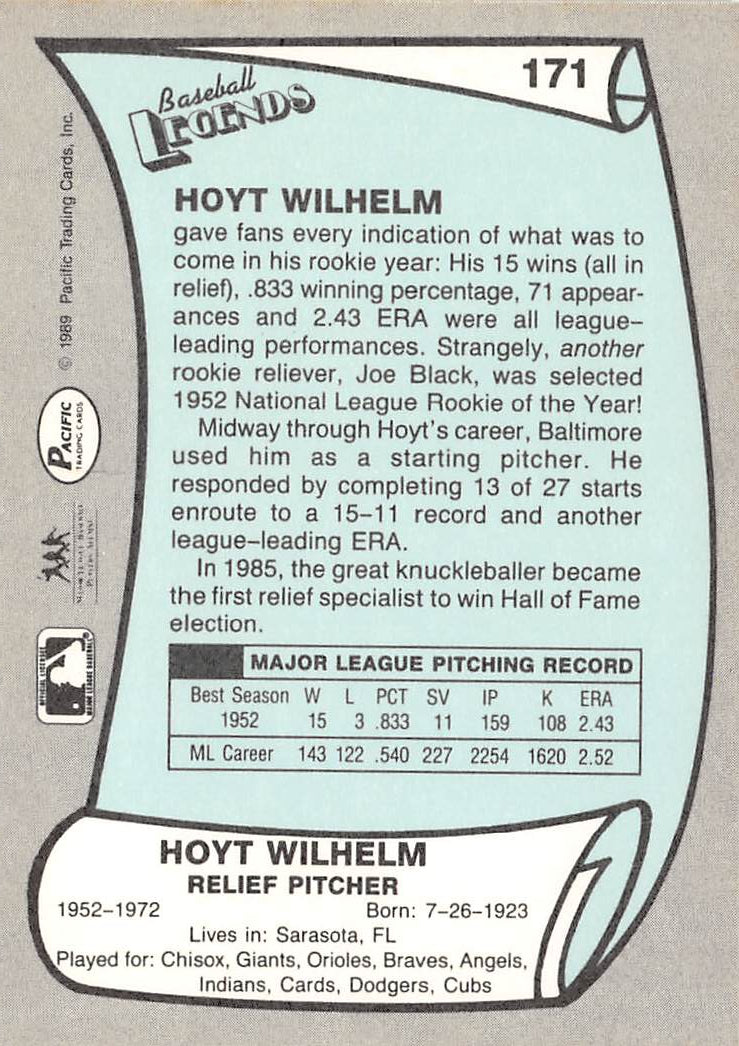 171
Baseball
LEGENDS
HOYT WILHELM
gave fans every indication of what was to
come in his rookie year: His 15 wins (all in
relief), .833 winning percentage, 71 appear-
ances and 2.43 ERA were all league-
leading performances. Strangely, another
rookie reliever, Joe Black, was selected
1952 National League Rookie of the Year!
Midway through Hoyt's career, Baltimore
used him as a starting pitcher. He
responded by completing 13 of 27 starts
enroute to a 15-11 record and another
league-leading ERA.
In 1985, the great knuckleballer became
the first relief specialist to win Hall of Fame
election.
MAJOR LEAGUE PITCHING RECORD
Best Season W L PCT SV IP K ERA
1952 15 3 .833 11 159 108 2.43
ML Career 143 122 .540 227 2254 1620 2.52
HOYT WILHELM
RELIEF PITCHER
1952-1972 Born: 7-26-1923
Lives in: Sarasota, FL
Played for: Chisox, Giants, Orioles, Braves, Angels,
Indians, Cards, Dodgers, Cubs
© 1989 Pacific Trading Cards, Inc.
PACIFIC
TRADING CARDS
OFFICIAL LICENSEE
MAJOR LEAGUE BASEBALL®